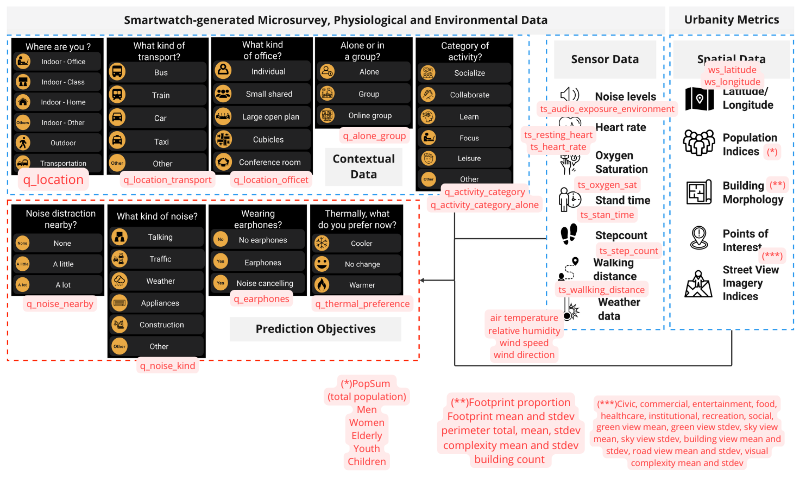 Smartwatch-generated Microsurvey, Physiological and Environmental Data
Urbanity Metrics
Where are you ?
Indoor - Office
Indoor - Class
Indoor - Home
Others
Indoor - Other
Outdoor
Transportation
q_location
What kind of
transport?
Bus
Train
Car
Taxi
Other
Other
q_location_transport
What kind
of office?
Individual
Small shared
Large open plan
Cubicles
Conference room
q_location_officet
Alone or in
a group?
Alone
Group
Online group
q_alone_group
Contextual
Data
Category of
activity?
Socialize
Collaborate
Learn
Focus
Leisure
Other
Other
q_activity_category
q_activity_category_alone
Sensor Data
Noise levels
ts_audio_exposure_environment
Heart rate
ts_resting_heart
ts_heart_rate
Oxygen
Saturation
ts_oxygen_sat
Stand time
ts_stan_time
Stepcount
ts_step_count
Walking
distance
ts_wallking_distance
Weather
data
air temperature
relative humidity
wind speed
wind direction
Spatial Data
ws_latitude
ws_longitude
Latitude/
Longitude
Population
Indices
(*)
Building
Morphology
(**)
Points of
Interest
(***)
Street View
Imagery
Indices
Noise distraction
nearby?
None
None
A little
A little
A lot
A lot
q_noise_nearby
What kind of noise?
Talking
Traffic
Weather
Appliances
Construction
Other
Other
q_noise_kind
Wearing
earphones?
No
No earphones
Yes
Earphones
Yes
Noise cancelling
q_earphones
Thermally, what
do you prefer now?
Cooler
No change
Warmer
q_thermal_preference
Prediction Objectives
(*)PopSum
(total population)
Men
Women
Elderly
Youth
Children
(**)Footprint proportion
Footprint mean and stdev
perimeter total, mean, stdev
complexity mean and stdev
building count
(***)Civic, commercial, entertainment, food,
healthcare, institutional, recreation, social,
green view mean, green view stdev, sky view
mean, sky view stdev, building view mean and
stdev, road view mean and stdev, visual
complexity mean and stdev